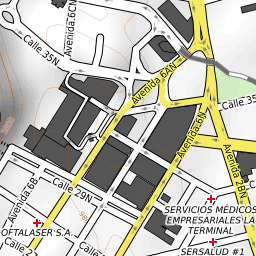 Avenida 6CN
Calle 35N
Avenida 6AN
Calle 35
Avenida 6N
Avenida 2BN
Avenida 6B
Calle 29N
OFTALASER S.A.
SERVICIOS MÉDICOS
EMPRESARIALES LA
TERMINAL
SERSALUD #1